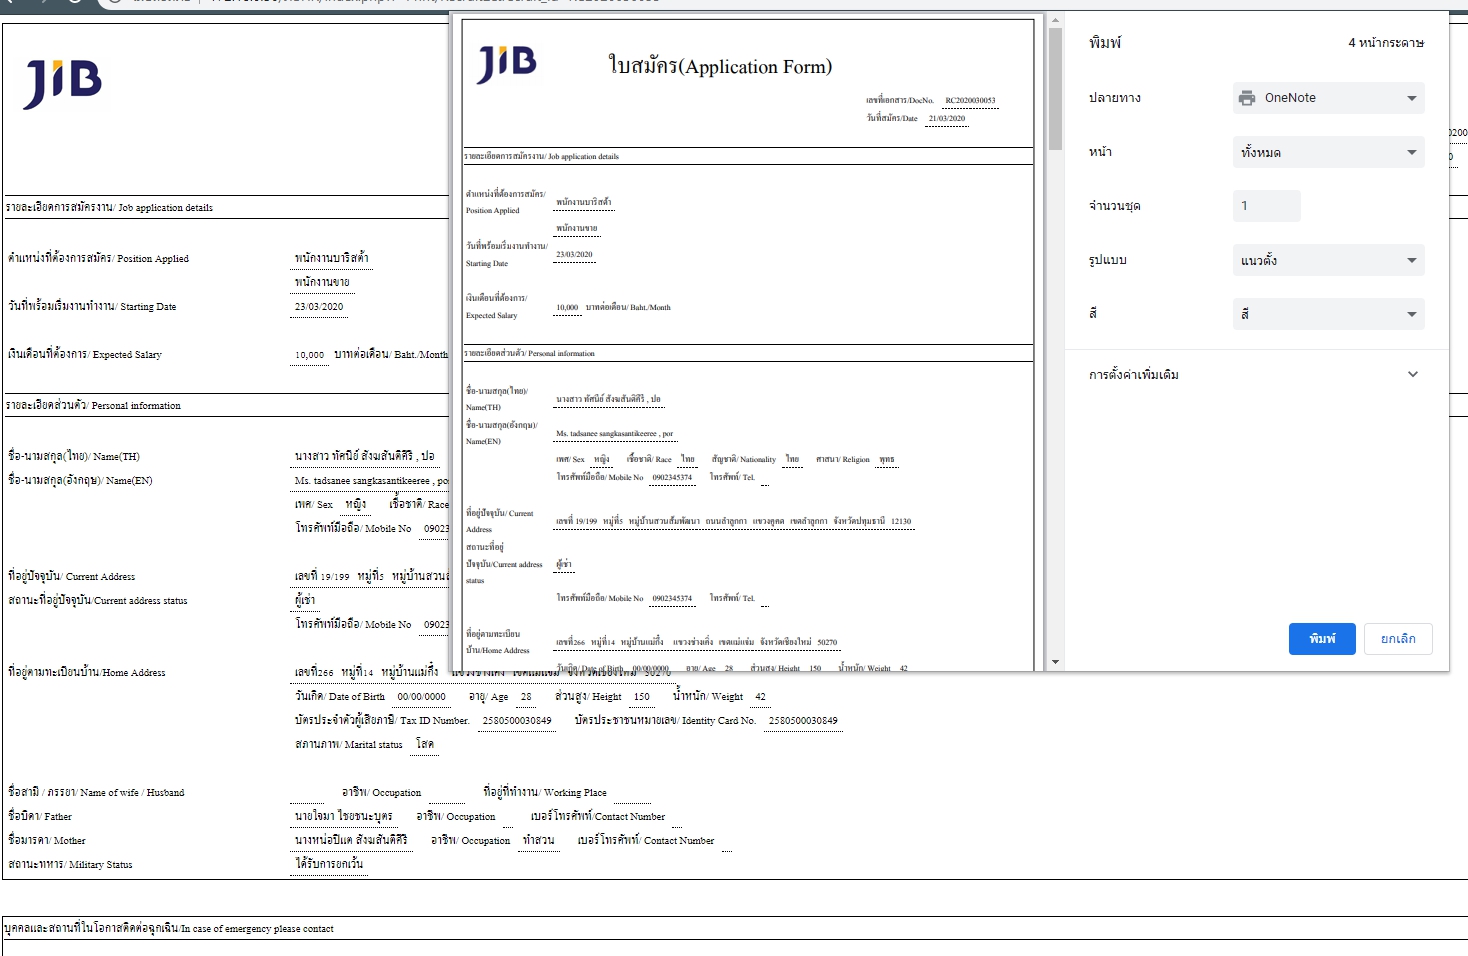 JIB
รายละเอียดการสมัครงาน/ Job application details
ตำแหน่งที่ต้องการสมัคร/ Position Applied พนักงานบาริสต้า
พนักงานขาย
วันที่พร้อมเริ่มงานทำงาน/ Starting Date 23/03/2020
เงินเดือนที่ต้องการ/ Expected Salary 10,000 บาทต่อเดือน/ Baht./Month
รายละเอียดส่วนตัว/ Personal information
ชื่อ-นามสกุล(ไทย)/ Name(TH) นางสาว ทัศนีย์ สังฆสันติคีรี , ปอ
ชื่อ-นามสกุล(อังกฤษ)/ Name(EN) Ms. tadsanee sangkasantikeeree , por
เพศ/ Sex หญิง เชื้อชาติ/ Race
โทรศัพท์มือถือ/ Mobile No 09023
ที่อยู่ปัจจุบัน/ Current Address เลขที่ 19/199 หมู่ที่5 หมู่บ้านสวนส้
สถานะที่อยู่ปัจจุบัน/Current address status ผู้เช่า
โทรศัพท์มือถือ/ Mobile No 09023
ที่อยู่ตามทะเบียนบ้าน/Home Address เลขที่266 หมู่ที่14 หมู่บ้านแม่กึ๋ง แขวงช่างเคิ่ง เขตแม่แจ่ม จังหวัดเชียงใหม่ 50270
วันเกิด/ Date of Birth 00/00/0000 อายุ/ Age 28 ส่วนสูง/ Height 150 น้ำหนัก/ Weight 42
บัตรประจำตัวผู้เสียภาษี/ Tax ID Number. 2580500030849 บัตรประชาชนหมายเลข/ Identity Card No. 2580500030849
สภานภาพ/ Marital status โสด
ชื่อสามี / ภรรยา/ Name of wife / Husband อาชีพ/ Occupation ที่อยู่ที่ทำงาน/ Working Place
ชื่อบิดา/ Father นายใจมา ไชยชนะบุตร อาชีพ/ Occupation เบอร์โทรศัพท์/Contact Number
ชื่อมารดา/ Mother นางหน่อปิแต สังฆสันติคีรี อาชีพ/ Occupation ทำสวน เบอร์โทรศัพท์/ Contact Number
สถานะทหาร/ Military Status ได้รับการยกเว้น
บุคคลและสถานที่ในโอกาสติดต่อฉุกเฉิน/In case of emergency please contact
JIB
ใบสมัคร(Application Form)
เลขที่เอกสาร/DocNo. RC2020030053
วันที่สมัคร/Date 21/03/2020
รายละเอียดการสมัครงาน/ Job application details
ตำแหน่งที่ต้องการสมัคร/
Position Applied พนักงานบาริสต้า
พนักงานขาย
วันที่พร้อมเริ่มงานทำงาน/
Starting Date 23/03/2020
เงินเดือนที่ต้องการ/
Expected Salary 10,000 บาทต่อเดือน/ Baht./Month
รายละเอียดส่วนตัว/ Personal information
ชื่อ-นามสกุล(ไทย)/
Name(TH) นางสาว ทัศนีย์ สังฆสันติคีรี , ปอ
ชื่อ-นามสกุล(อังกฤษ)/
Name(EN) Ms. tadsanee sangkasantikeeree , por
เพศ/ Sex หญิง เชื้อชาติ/ Race ไทย สัญชาติ/ Nationality ไทย ศาสนา/ Religion พุทธ
โทรศัพท์มือถือ/ Mobile No 0902345374 โทรศัพท์/ Tel.
ที่อยู่ปัจจุบัน/ Current
Address เลขที่ 19/199 หมู่ที่5 หมู่บ้านสวนส้มพัฒนา ถนนลำลูกกา แขวงคูคต เขตลำลูกกา จังหวัดปทุมธานี 12130
สถานะที่อยู่
ปัจจุบัน/Current address ผู้เช่า
status
โทรศัพท์มือถือ/ Mobile No 0902345374 โทรศัพท์/ Tel.
ที่อยู่ตามทะเบียน
บ้าน/Home Address เลขที่266 หมู่ที่14 หมู่บ้านแม่กึ๋ง แขวงช่างเคิ่ง เขตแม่แจ่ม จังหวัดเชียงใหม่ 50270
วันเกิด/ Date of Birth 00/00/0000 อายุ/ Age 28 ส่วนสูง/ Height 150 น้ำหนัก/ Weight 42
พิมพ์ 4 หน้ากระดาษ
ปลายทาง OneNote
หน้า ทั้งหมด
จำนวนชุด 1
รูปแบบ แนวตั้ง
สี สี
การตั้งค่าเพิ่มเติม
พิมพ์ ยกเลิก